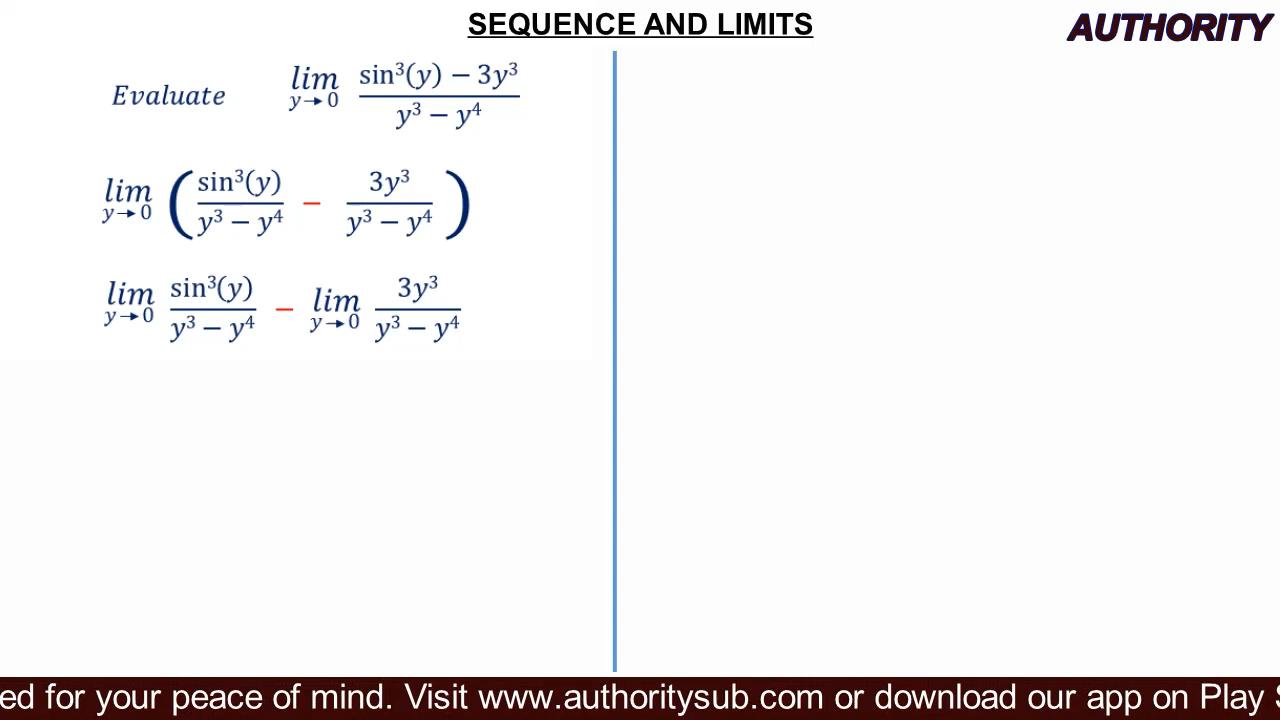 SEQUENCE AND LIMITS
AUTHORITY
Evaluate lim y→0 sin³(y) − 3y³ / y³ − y⁴
lim y→0 ( sin³(y) / y³ − y⁴ − 3y³ / y³ − y⁴ )
lim y→0 sin³(y) / y³ − y⁴ − lim y→0 3y³ / y³ − y⁴
ed for your peace of mind. Visit www.authoritysub.com or download our app on Play